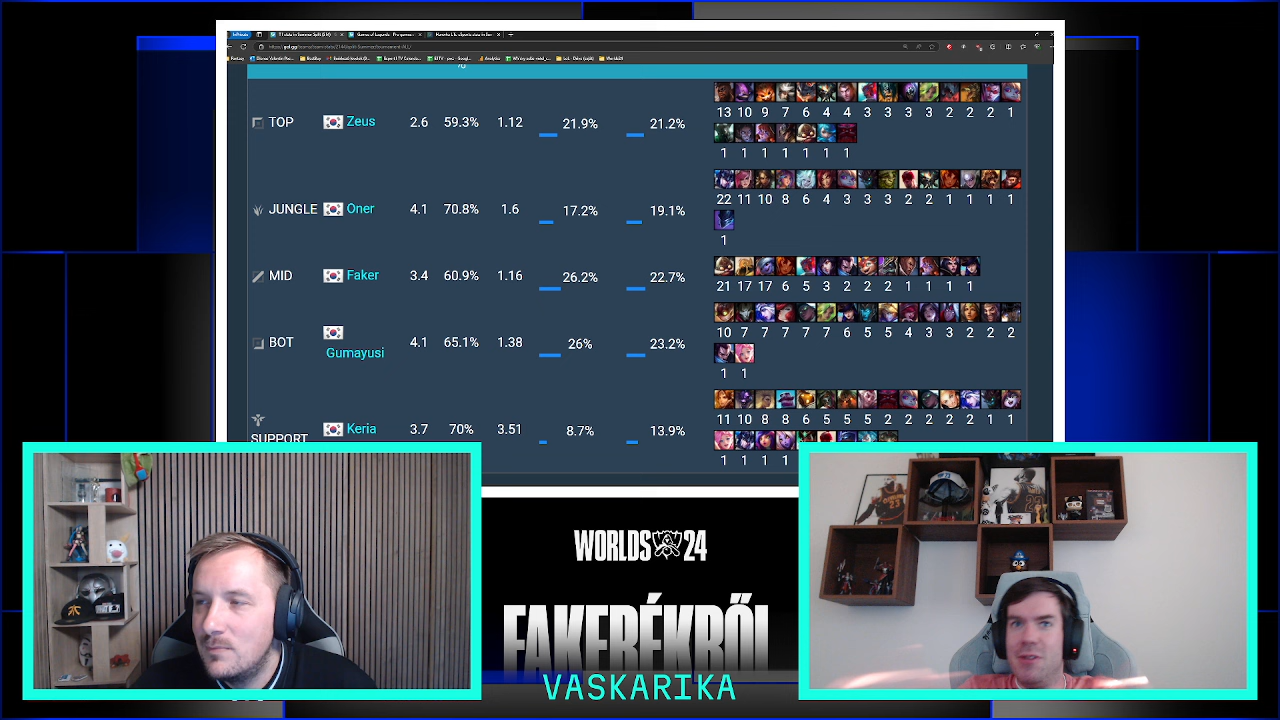 TOP Zeus 2.6 59.3% 1.12 21.9% 21.2%
13 10 9 7 6 4 4 3 3 3 3 2 2 2 1
1 1 1 1 1 1 1
JUNGLE Oner 4.1 70.8% 1.6 17.2% 19.1%
22 11 10 8 6 4 3 3 3 2 2 1 1 1 1
1
MID Faker 3.4 60.9% 1.16 26.2% 22.7%
21 17 17 6 5 3 2 2 2 1 1 1 1
BOT Gumayusi 4.1 65.1% 1.38 26% 23.2%
10 7 7 7 7 7 6 5 5 4 3 3 2 2 2
1 1
SUPPORT Keria 3.7 70% 3.51 8.7% 13.9%
11 10 8 8 6 5 5 5 2 2 2 2 2 1 1
1 1 1 1
WORLDS 24
FAKERÉKRŐL
VASKARIKA